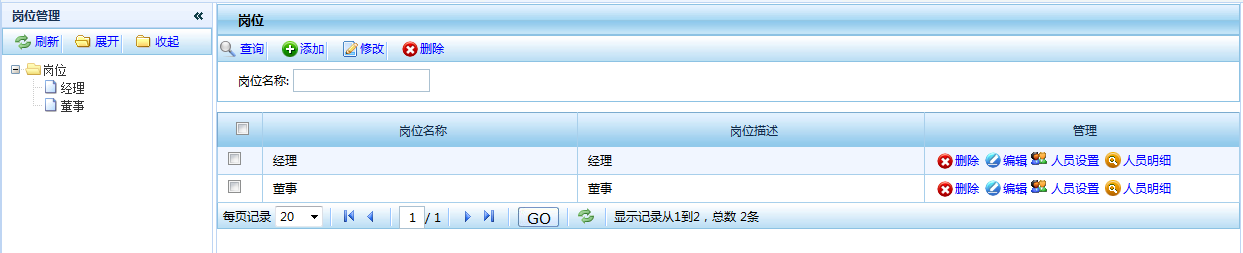 岗位管理 «
刷新 展开 收起
岗位
经理
董事
岗位
查询 添加 修改 删除
岗位名称:
岗位名称 岗位描述 管理
经理 经理 删除 编辑 人员设置 人员明细
董事 董事 删除 编辑 人员设置 人员明细
每页记录 20 1 / 1 GO 显示记录从1到2，总数 2条